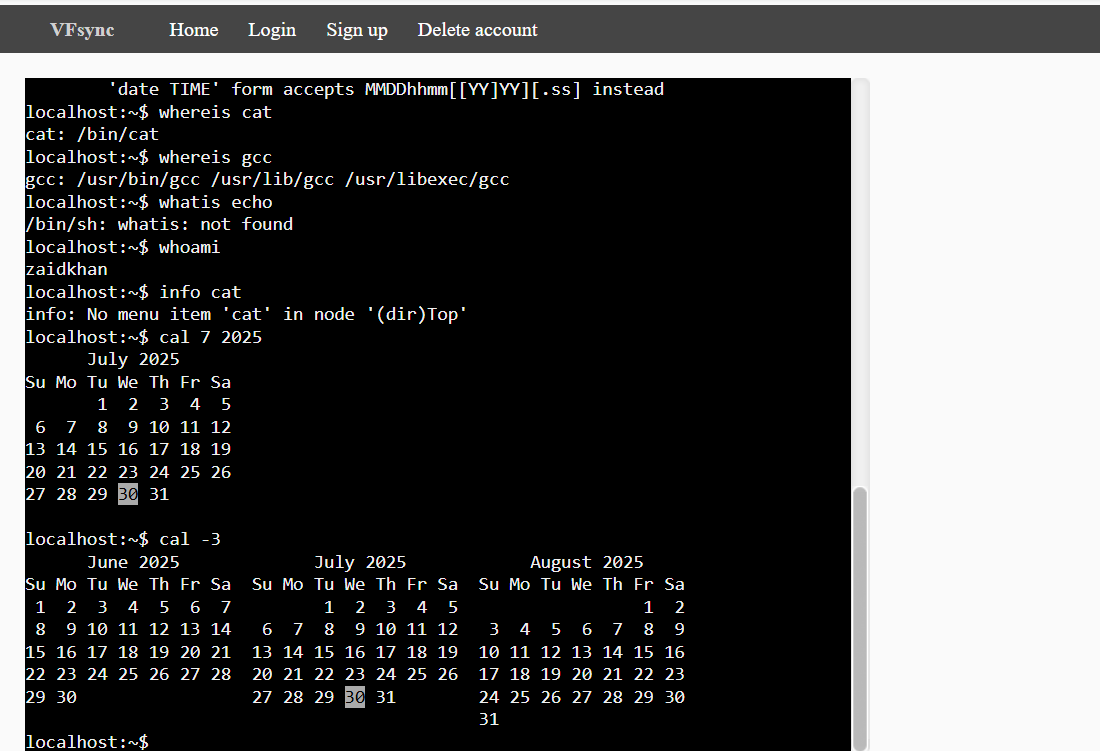 VFsync Home Login Sign up Delete account
        'date TIME' form accepts MMDDhhmm[[YY]YY][.ss] instead
localhost:~$ whereis cat
cat: /bin/cat
localhost:~$ whereis gcc
gcc: /usr/bin/gcc /usr/lib/gcc /usr/libexec/gcc
localhost:~$ whatis echo
/bin/sh: whatis: not found
localhost:~$ whoami
zaidkhan
localhost:~$ info cat
info: No menu item 'cat' in node '(dir)Top'
localhost:~$ cal 7 2025
      July 2025
Su Mo Tu We Th Fr Sa
       1  2  3  4  5
 6  7  8  9 10 11 12
13 14 15 16 17 18 19
20 21 22 23 24 25 26
27 28 29 30 31
localhost:~$ cal -3
      June 2025             July 2025            August 2025
Su Mo Tu We Th Fr Sa  Su Mo Tu We Th Fr Sa  Su Mo Tu We Th Fr Sa
 1  2  3  4  5  6  7         1  2  3  4  5                  1  2
 8  9 10 11 12 13 14   6  7  8  9 10 11 12   3  4  5  6  7  8  9
15 16 17 18 19 20 21  13 14 15 16 17 18 19  10 11 12 13 14 15 16
22 23 24 25 26 27 28  20 21 22 23 24 25 26  17 18 19 20 21 22 23
29 30                 27 28 29 30 31        24 25 26 27 28 29 30
                                            31
localhost:~$